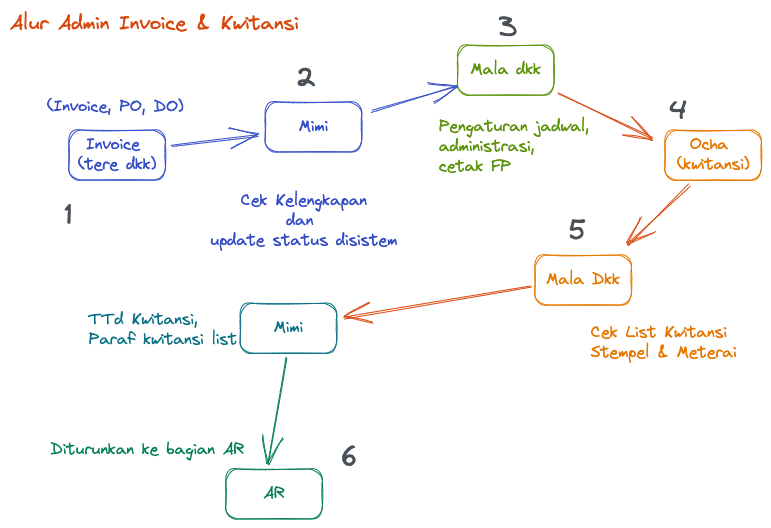 Alur Admin Invoice & Kwitansi
1
(Invoice, PO, DO)
Invoice
(tere dkk)
2
Mimi
Cek Kelengkapan
dan
update status disistem
3
Mala dkk
Pengaturan jadwal,
administrasi,
cetak FP
4
Ocha
(kwitansi)
5
Mala Dkk
Cek List Kwitansi
Stempel & Meterai
TTd Kwitansi,
Paraf kwitansi list
Mimi
Diturunkan ke bagian AR
6
AR